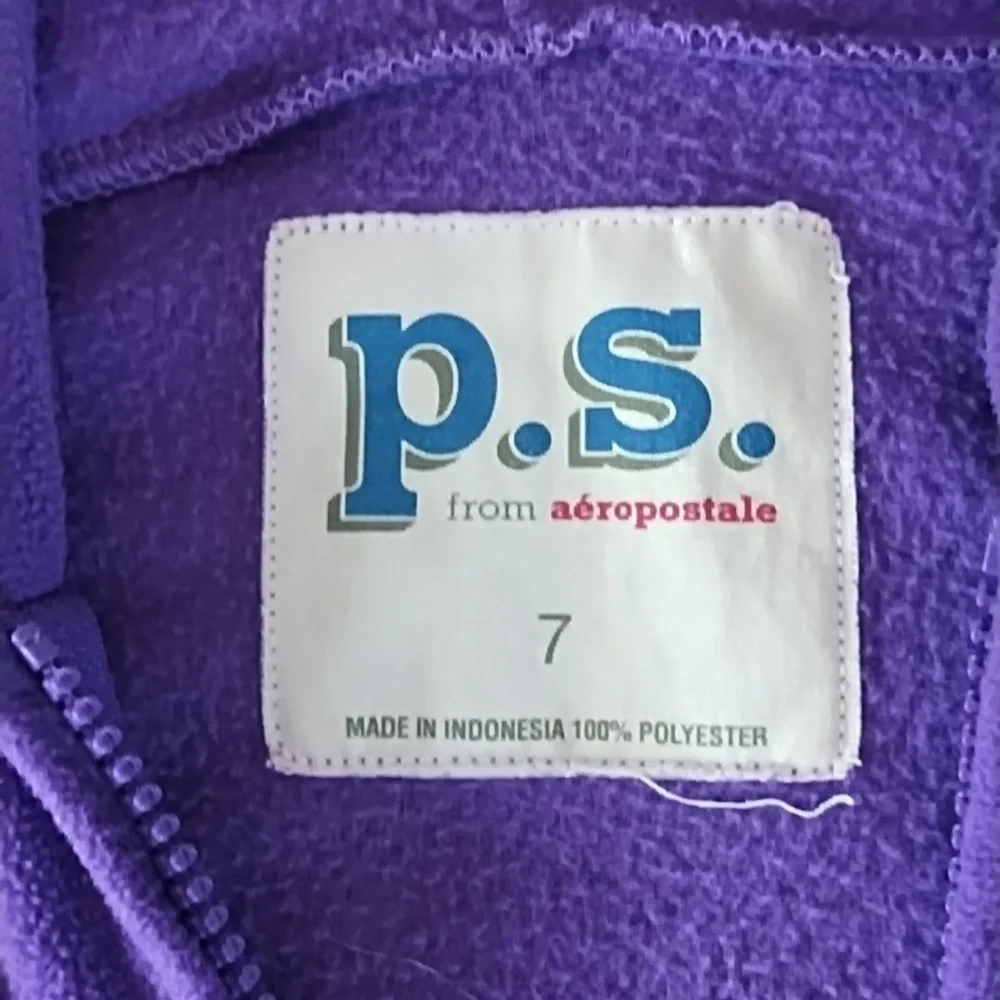 p.s.
from aéropostale
7
MADE IN INDONESIA 100% POLYESTER